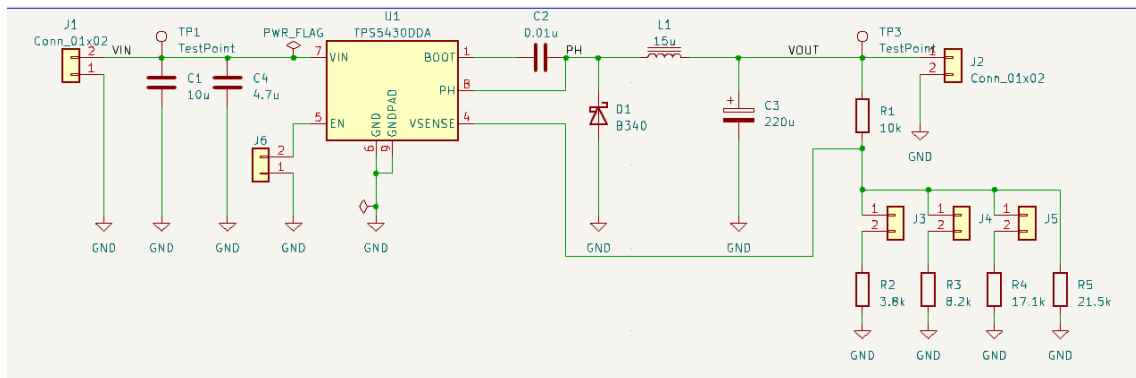 J1
Conn_01x02
VIN
2
1
TP1
TestPoint
C1
10u
C4
4.7u
PWR_FLAG
U1
TPS5430DDA
7
VIN
BOOT
1
PH
8
5
EN
VSENSE
4
GND
GNDPAD
6
9
J6
2
1
C2
0.01u
PH
L1
15u
D1
B340
VOUT
C3
220u
TP3
TestPoint
1
2
J2
Conn_01x02
R1
10k
GND
1
2
J3
1
2
J4
1
2
J5
R2
3.8k
R3
8.2k
R4
17.1k
R5
21.5k
GND
GND
GND
GND
GND
GND
GND
GND
GND
GND
GND